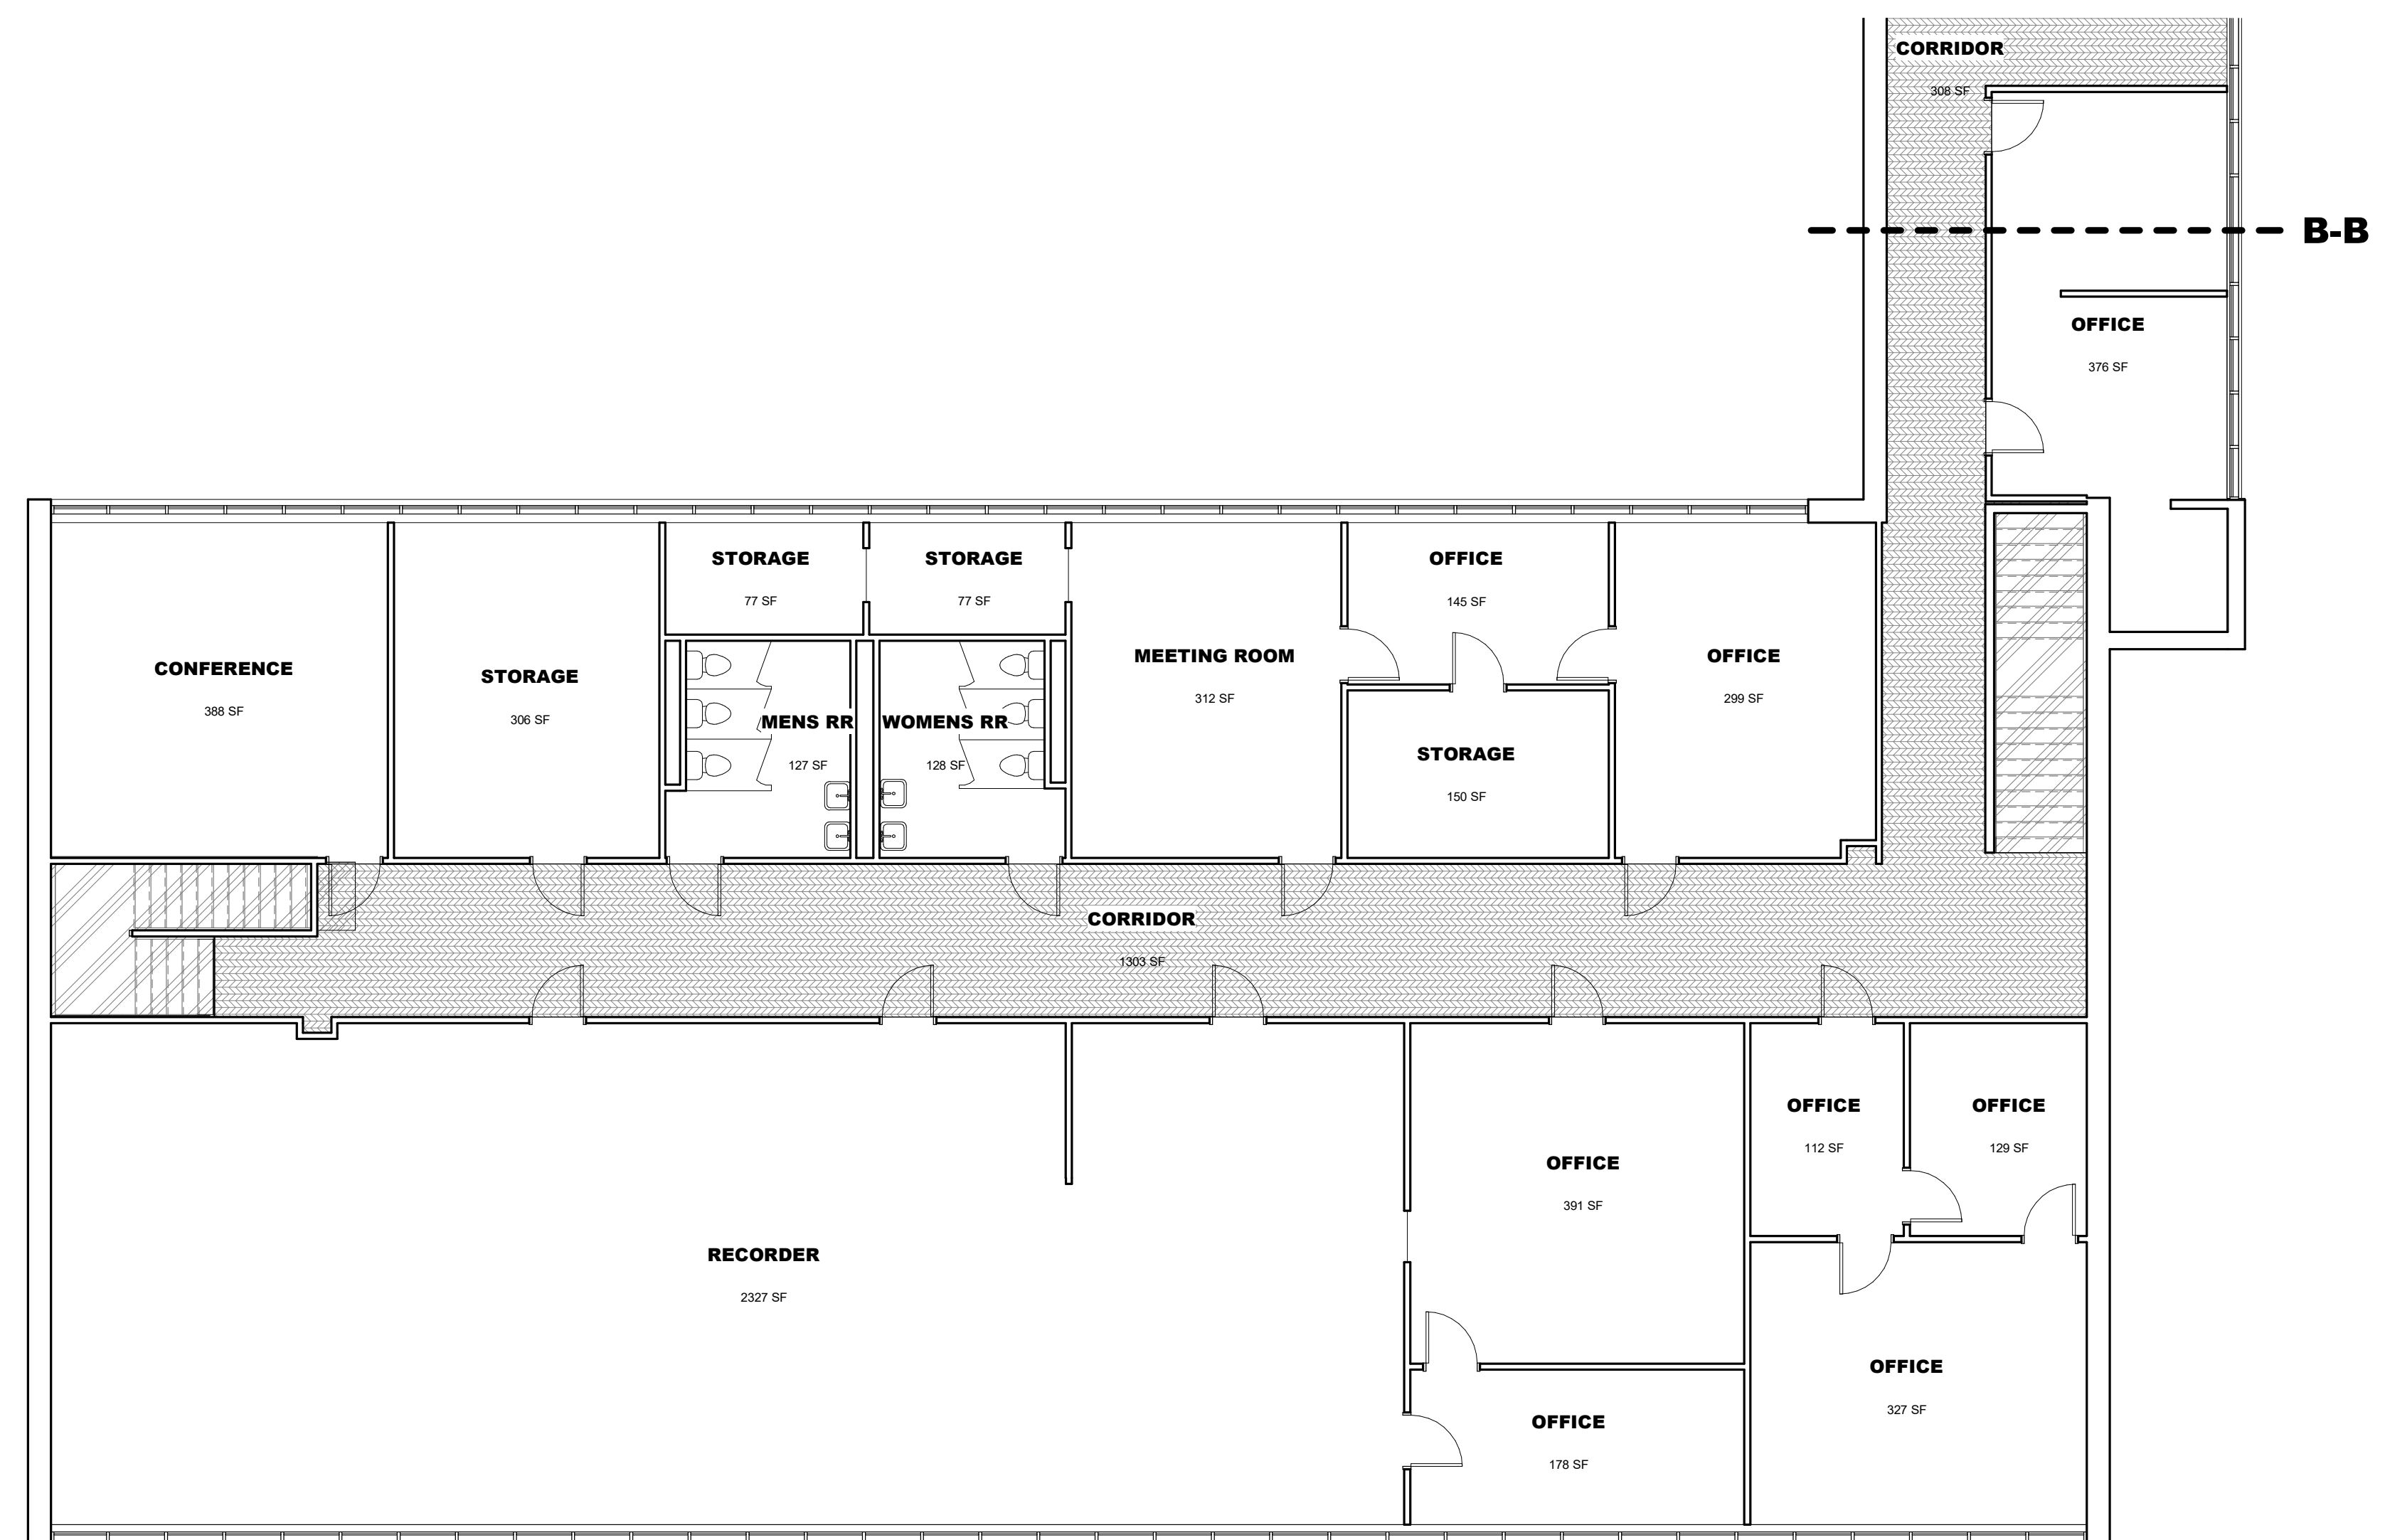 CORRIDOR
308 SF
B-B
OFFICE
376 SF
STORAGE
77 SF
STORAGE
77 SF
OFFICE
145 SF
CONFERENCE
388 SF
STORAGE
306 SF
MENS RR
127 SF
WOMENS RR
128 SF
MEETING ROOM
312 SF
STORAGE
150 SF
OFFICE
299 SF
CORRIDOR
1303 SF
RECORDER
2327 SF
OFFICE
391 SF
OFFICE
112 SF
OFFICE
129 SF
OFFICE
178 SF
OFFICE
327 SF